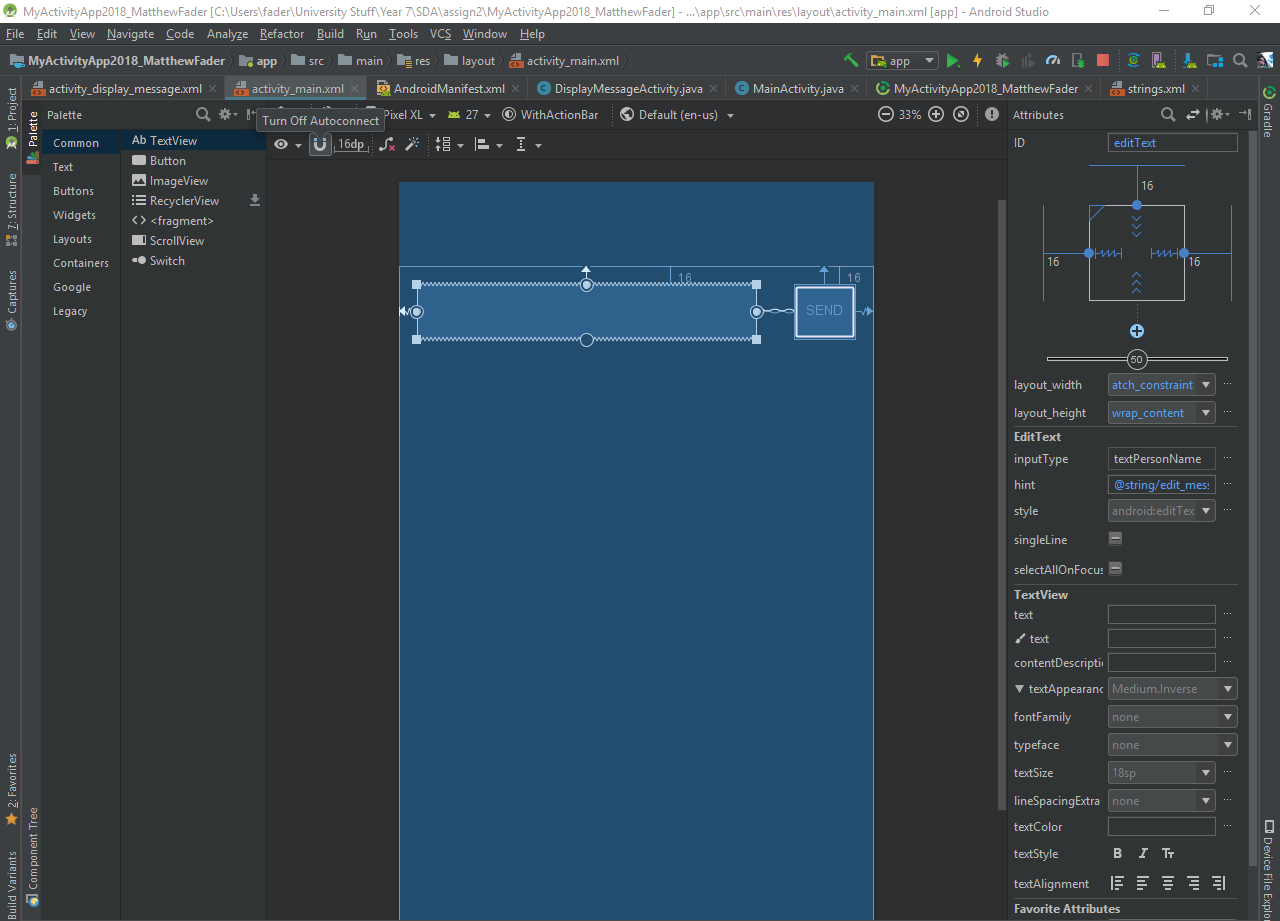 MyActivityApp2018_MatthewFader [C:\Users\fader\University Stuff\Year 7\SDA\assign2\MyActivityApp2018_MatthewFader] - ...\app\src\main\res\layout\activity_main.xml [app] - Android Studio
File Edit View Navigate Code Analyze Refactor Build Run Tools VCS Window Help
MyActivityApp2018_MatthewFader app src main res layout activity_main.xml app
activity_display_message.xml activity_main.xml AndroidManifest.xml DisplayMessageActivity.java MainActivity.java MyActivityApp2018_MatthewFader strings.xml
1: Project
7: Structure
Captures
2: Favorites
Build Variants
Palette
Component Tree
Palette
Turn Off Autoconnect
Pixel XL 27 WithActionBar Default (en-us) 33%
16dp
Common
Text
Buttons
Widgets
Layouts
Containers
Google
Legacy
Ab TextView
Button
ImageView
RecyclerView
<> <fragment>
ScrollView
Switch
16 16
SEND
Attributes
ID editText
16
16 16
50
layout_width atch_constraint
layout_height wrap_content
EditText
inputType textPersonName
hint @string/edit_mess
style android:editTex
singleLine
selectAllOnFocus
TextView
text
text
contentDescriptio
textAppearanc Medium.Inverse
fontFamily none
typeface none
textSize 18sp
lineSpacingExtra none
textColor
textStyle B I Tт
textAlignment
Favorite Attributes
Gradle
Device File Explo